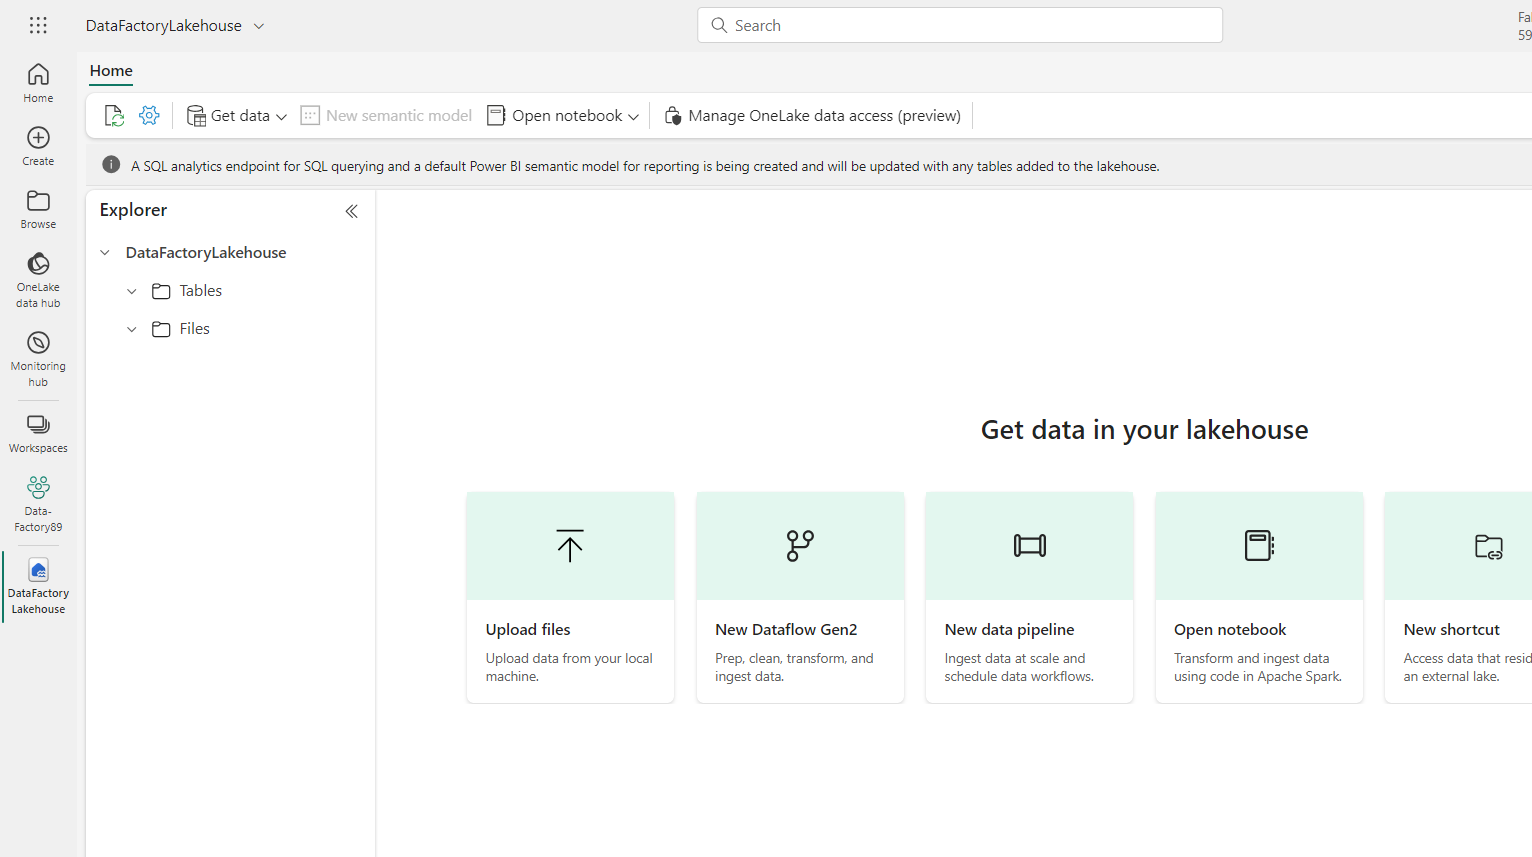 DataFactoryLakehouse
Search
Home
Home
Create
Browse
OneLake
data hub
Monitoring
hub
Workspaces
Data-
Factory89
DataFactory
Lakehouse
Get data
New semantic model
Open notebook
Manage OneLake data access (preview)
A SQL analytics endpoint for SQL querying and a default Power BI semantic model for reporting is being created and will be updated with any tables added to the lakehouse.
Explorer
DataFactoryLakehouse
Tables
Files
Get data in your lakehouse
Upload files
Upload data from your local
machine.
New Dataflow Gen2
Prep, clean, transform, and
ingest data.
New data pipeline
Ingest data at scale and
schedule data workflows.
Open notebook
Transform and ingest data
using code in Apache Spark.
New shortcut
Access data that
an external lake.
59